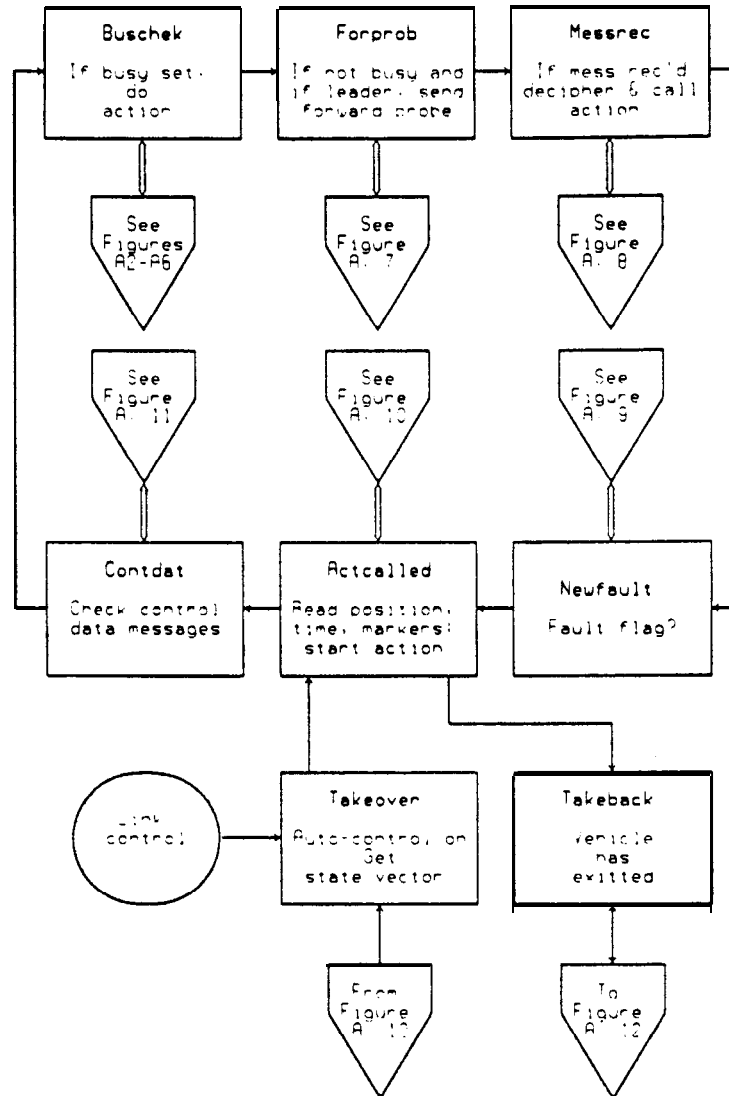 Buschek
If busy set,
do
action
Forprob
If not busy and
if leader, send
forward probe
Messrec
If mess rec'd
decipher & call
action
See
Figures
A2-A6
See
Figure
A. 7
See
Figure
A. 8
See
Figure
A. 11
See
Figure
A. 10
See
Figure
A. 9
Contdat
Check control
data messages
Actcalled
Read position,
time, markers;
start action
Newfault
Fault flag?
Link
control
Takeover
Auto-control on
Get
state vector
Takeback
Vehicle
has
exitted
From
Figure
To
Figure
A. 12